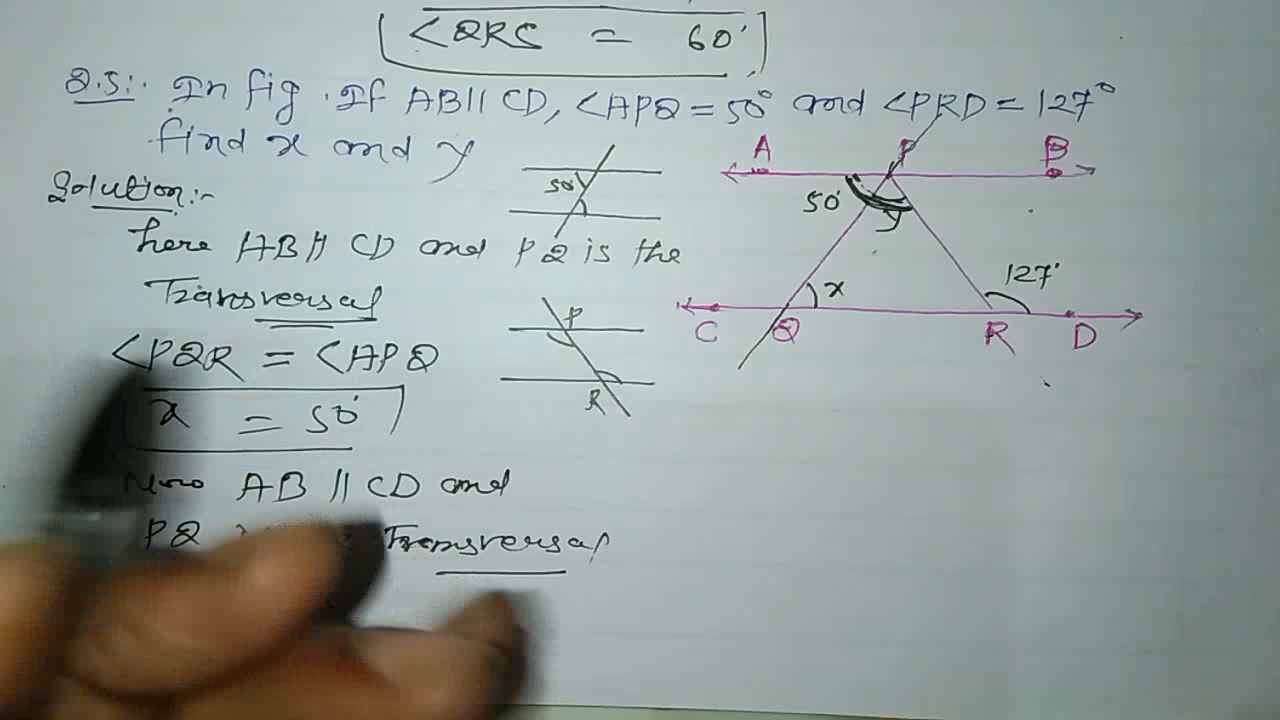 <QRS = 60°
Q.5:- In fig. If AB || CD, <APQ = 50° and <PRD = 127°
find x and y
Solution:-
here AB || CD and PQ is the
Transversal
<PQR = <APQ
x = 50°
AB || CD and
PQ Transversal
50°
P
R
A P B
50° y
x 127°
C Q R D